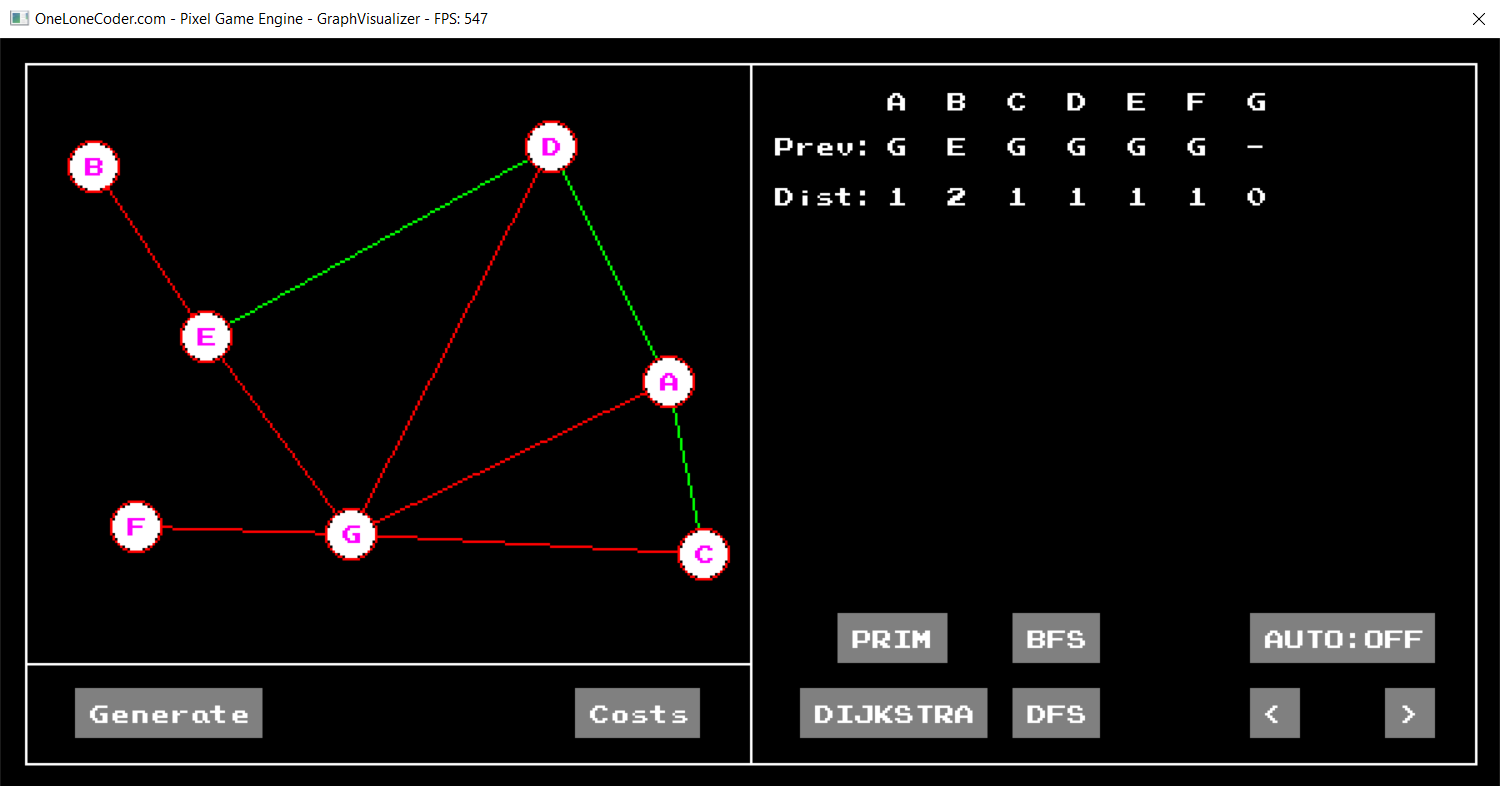 OneLoneCoder.com - Pixel Game Engine - GraphVisualizer - FPS: 547
B
D
E
A
F
G
C
A B C D E F G
Prev: G E G G G G -
Dist: 1 2 1 1 1 1 0
PRIM BFS AUTO:OFF
Generate Costs DIJKSTRA DFS < >